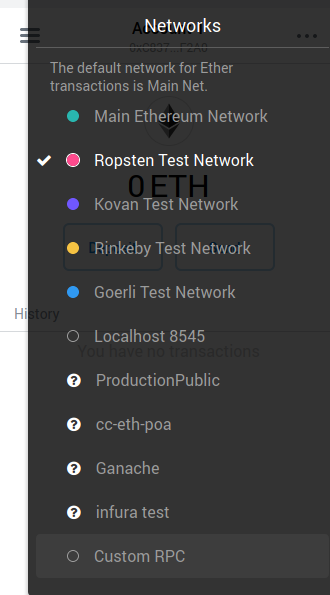 Networks
The default network for Ether
transactions is Main Net.
Main Ethereum Network
Ropsten Test Network
0 ETH
Kovan Test Network
Rinkeby Test Network
Goerli Test Network
History
Localhost 8545
You have no transactions
ProductionPublic
cc-eth-poa
Ganache
infura test
Custom RPC